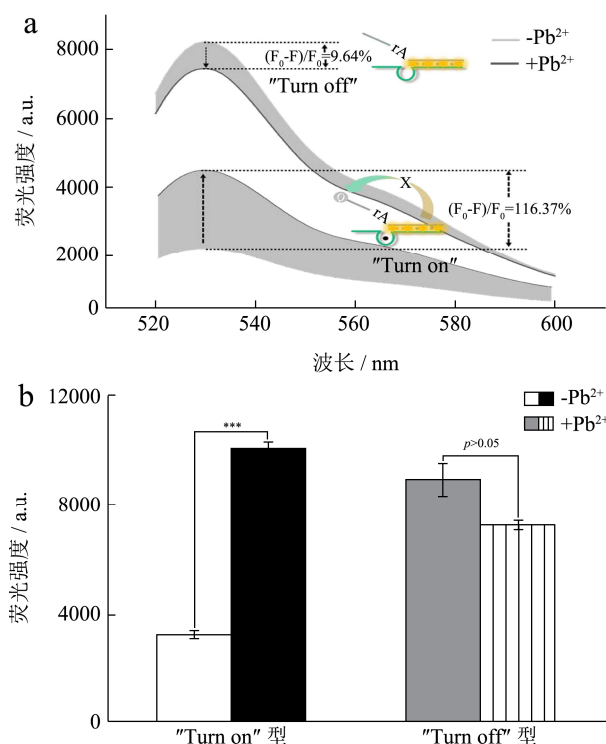 a
8000
6000
4000
2000
0
荧光强度 / a.u.
(F₀-F)/F₀=9.64%
"Turn off"
rA
-Pb²⁺
+Pb²⁺
X
Q
rA
(F₀-F)/F₀=116.37%
"Turn on"
520 540 560 580 600
波长 / nm
b
12000
8000
4000
0
荧光强度 / a.u.
-Pb²⁺
+Pb²⁺
***
p>0.05
"Turn on" 型 "Turn off" 型